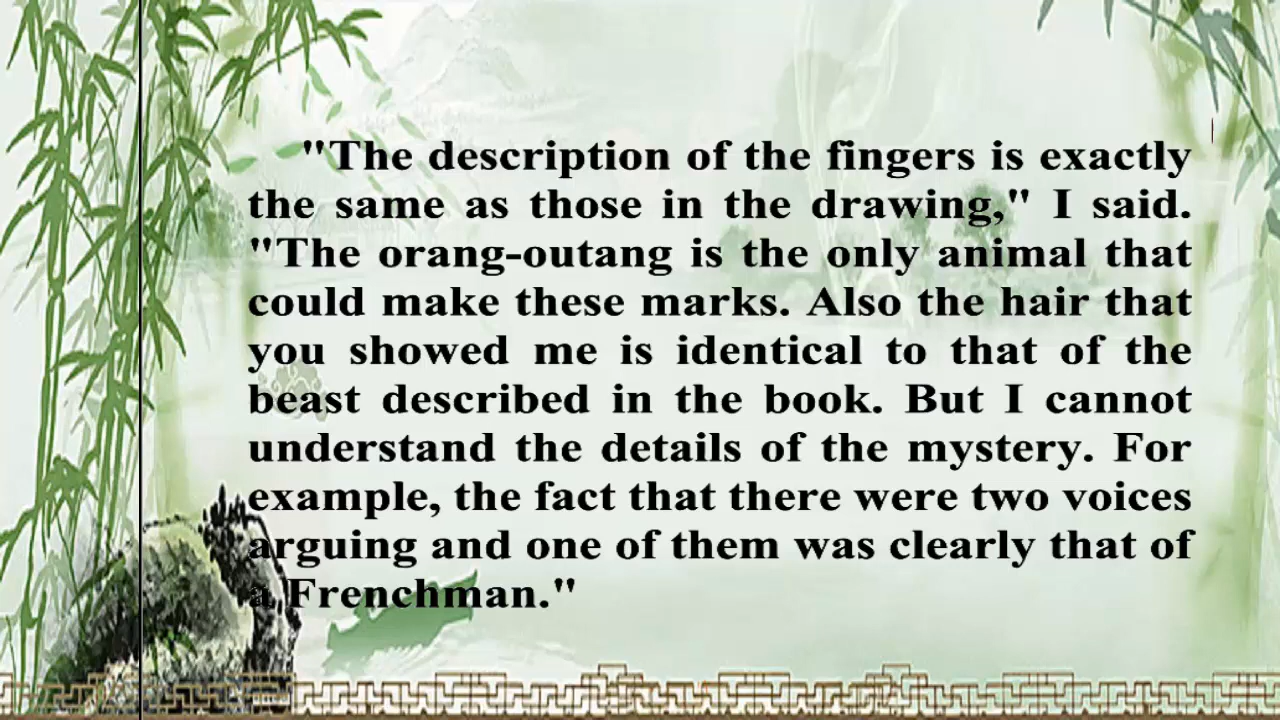 "The description of the fingers is exactly
the same as those in the drawing," I said.
"The orang-outang is the only animal that
could make these marks. Also the hair that
you showed me is identical to that of the
beast described in the book. But I cannot
understand the details of the mystery. For
example, the fact that there were two voices
arguing and one of them was clearly that of
a Frenchman."